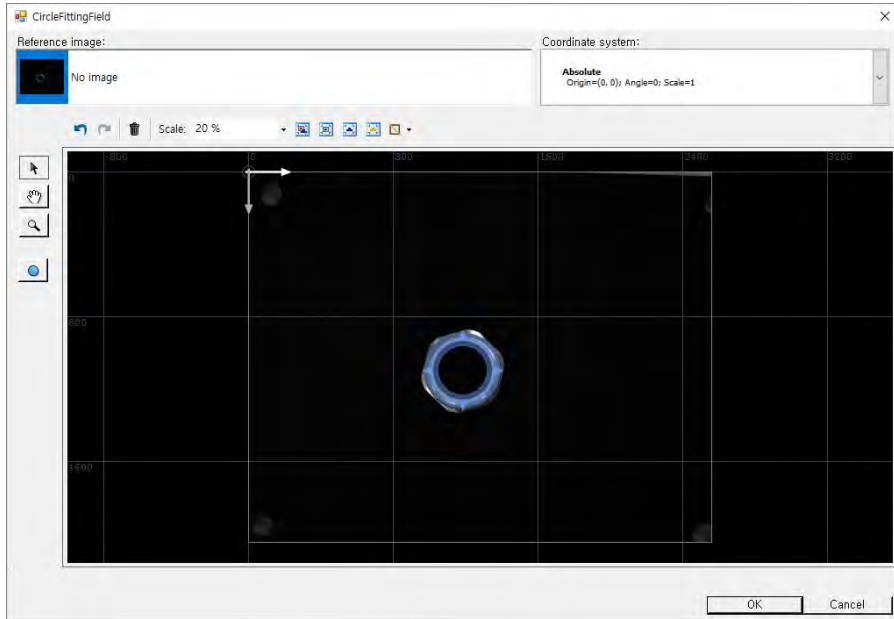 CircleFittingField
Reference image:
Coordinate system:
No image
Absolute
Origin=(0, 0); Angle=0; Scale=1
Scale: 20 %
-800 0 800 1600 2400 3200
0
800
1600
OK Cancel